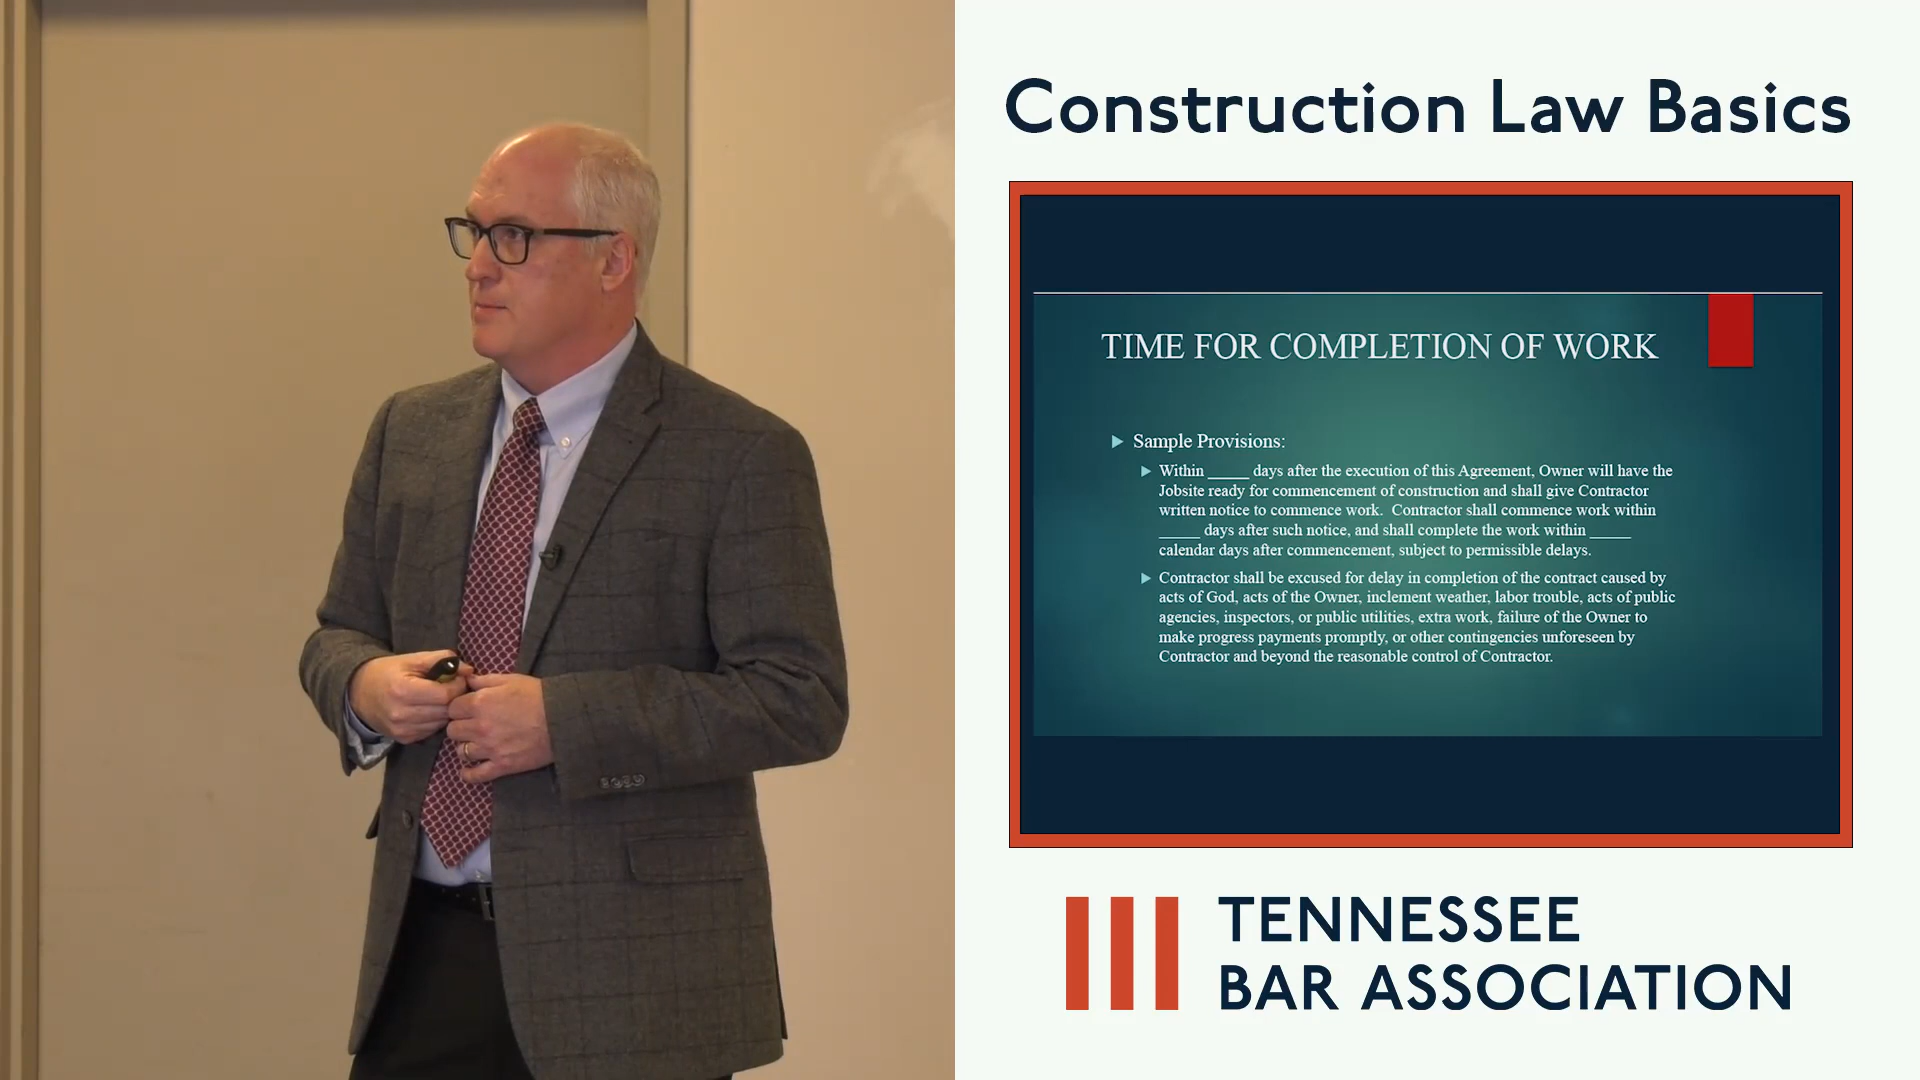 Construction Law Basics
TIME FOR COMPLETION OF WORK
Sample Provisions:
Within _____ days after the execution of this Agreement, Owner will have the
Jobsite ready for commencement of construction and shall give Contractor
written notice to commence work. Contractor shall commence work within
_____ days after such notice, and shall complete the work within _____
calendar days after commencement, subject to permissible delays.
Contractor shall be excused for delay in completion of the contract caused by
acts of God, acts of the Owner, inclement weather, labor trouble, acts of public
agencies, inspectors, or public utilities, extra work, failure of the Owner to
make progress payments promptly, or other contingencies unforeseen by
Contractor and beyond the reasonable control of Contractor.
TENNESSEE
BAR ASSOCIATION